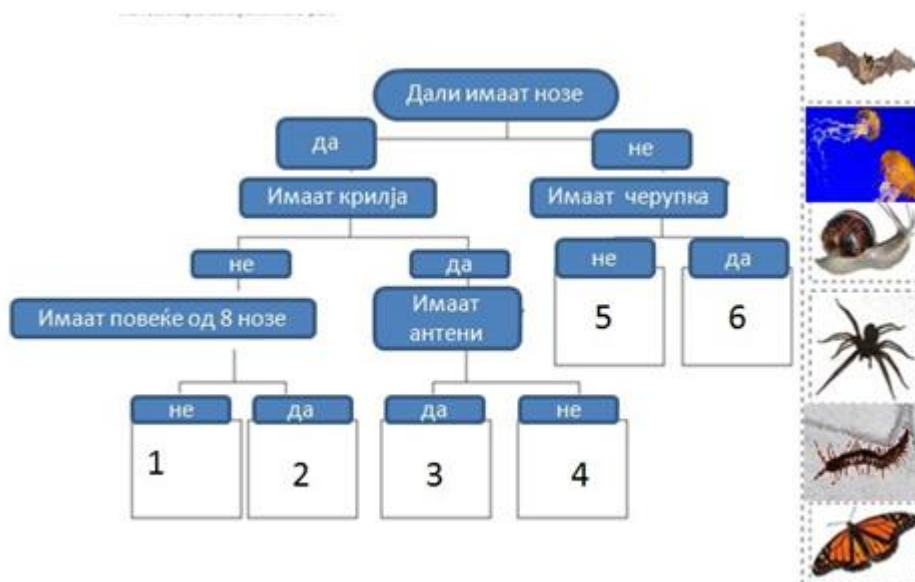 Дали имаат нозе
да
не
Имаат крилја
Имаат черупка
не
да
не
да
Имаат повеќе од 8 нозе
Имаат
антени
5
6
не
да
да
не
1
2
3
4